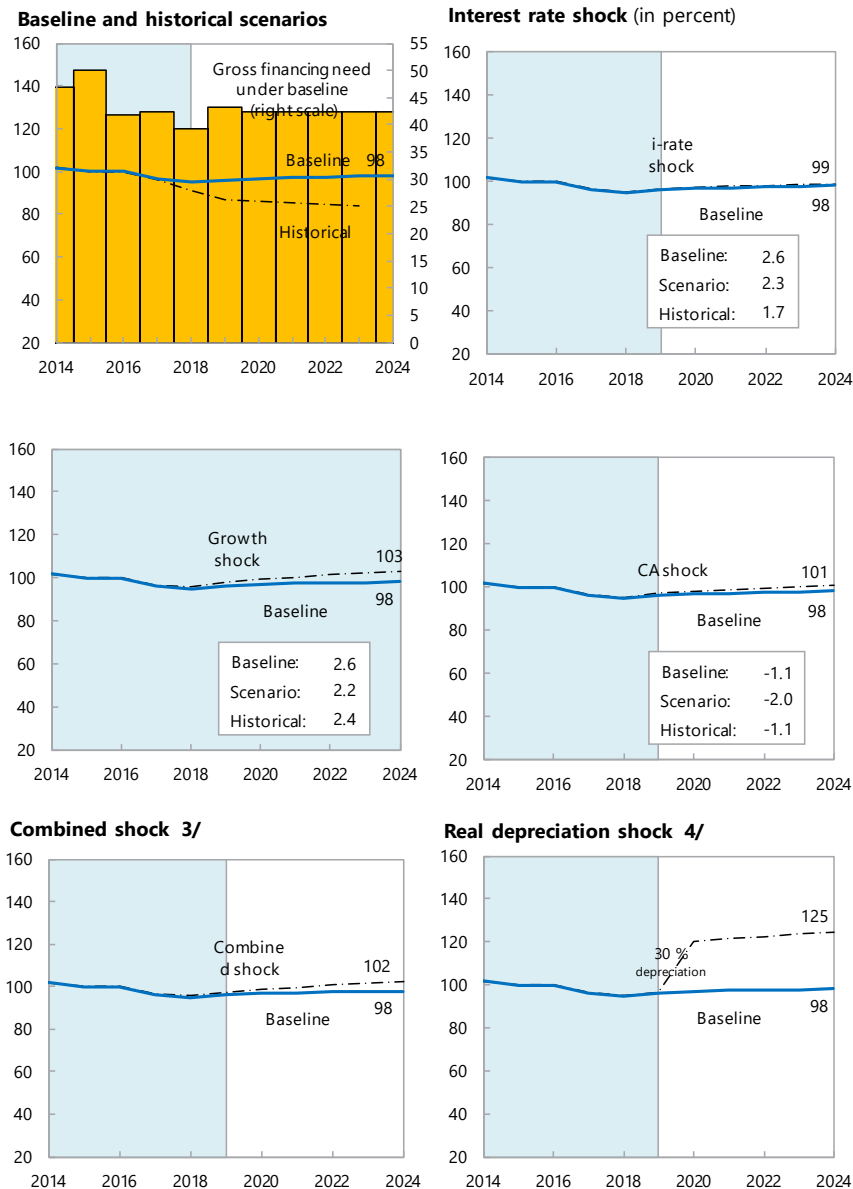 Baseline and historical scenarios
160
140
120
100
80
60
40
20
55
50
45
40
35
30
25
20
15
10
5
0
Gross financing need
under baseline
(right scale)
Baseline 98
Historical
2014 2016 2018 2020 2022 2024
Interest rate shock (in percent)
160
140
120
100
80
60
40
20
i-rate
shock
99
98
Baseline
Baseline: 2.6
Scenario: 2.3
Historical: 1.7
2014 2016 2018 2020 2022 2024
160
140
120
100
80
60
40
20
Growth
shock
103
98
Baseline
Baseline: 2.6
Scenario: 2.2
Historical: 2.4
2014 2016 2018 2020 2022 2024
160
140
120
100
80
60
40
20
CA shock
101
98
Baseline
Baseline: -1.1
Scenario: -2.0
Historical: -1.1
2014 2016 2018 2020 2022 2024
Combined shock 3/
160
140
120
100
80
60
40
20
Combine
d shock
102
98
Baseline
2014 2016 2018 2020 2022 2024
Real depreciation shock 4/
160
140
120
100
80
60
40
20
30 %
depreciation
125
98
Baseline
2014 2016 2018 2020 2022 2024